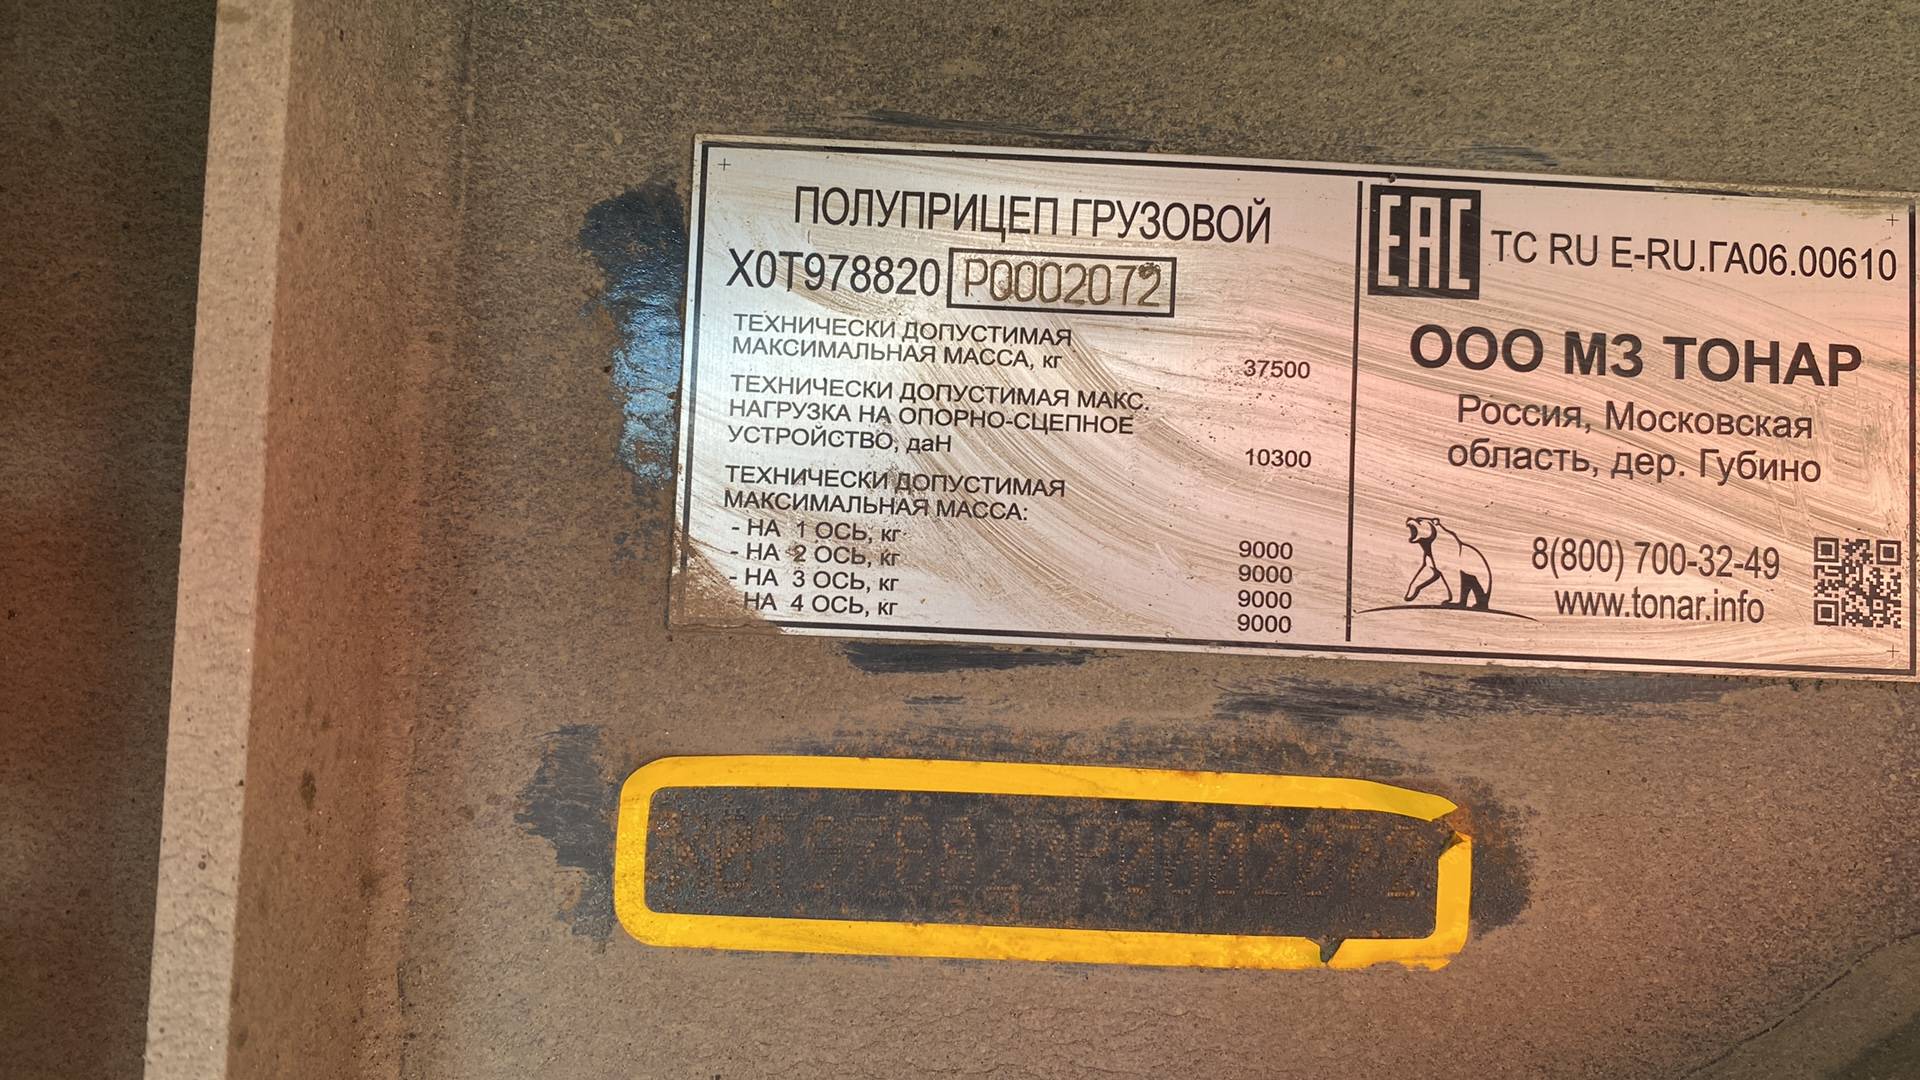 ПОЛУПРИЦЕП ГРУЗОВОЙ
X0T978820 P0002072
ТЕХНИЧЕСКИ ДОПУСТИМАЯ
МАКСИМАЛЬНАЯ МАССА, кг 37500
ТЕХНИЧЕСКИ ДОПУСТИМАЯ МАКС.
НАГРУЗКА НА ОПОРНО-СЦЕПНОЕ
УСТРОЙСТВО, даН 10300
ТЕХНИЧЕСКИ ДОПУСТИМАЯ
МАКСИМАЛЬНАЯ МАССА:
- НА 1 ОСЬ, кг 9000
- НА 2 ОСЬ, кг 9000
- НА 3 ОСЬ, кг 9000
- НА 4 ОСЬ, кг 9000
EAC TC RU E-RU.ГА06.00610
ООО МЗ ТОНАР
Россия, Московская
область, дер. Губино
8(800) 700-32-49
www.tonar.info
X0T978820P0002072